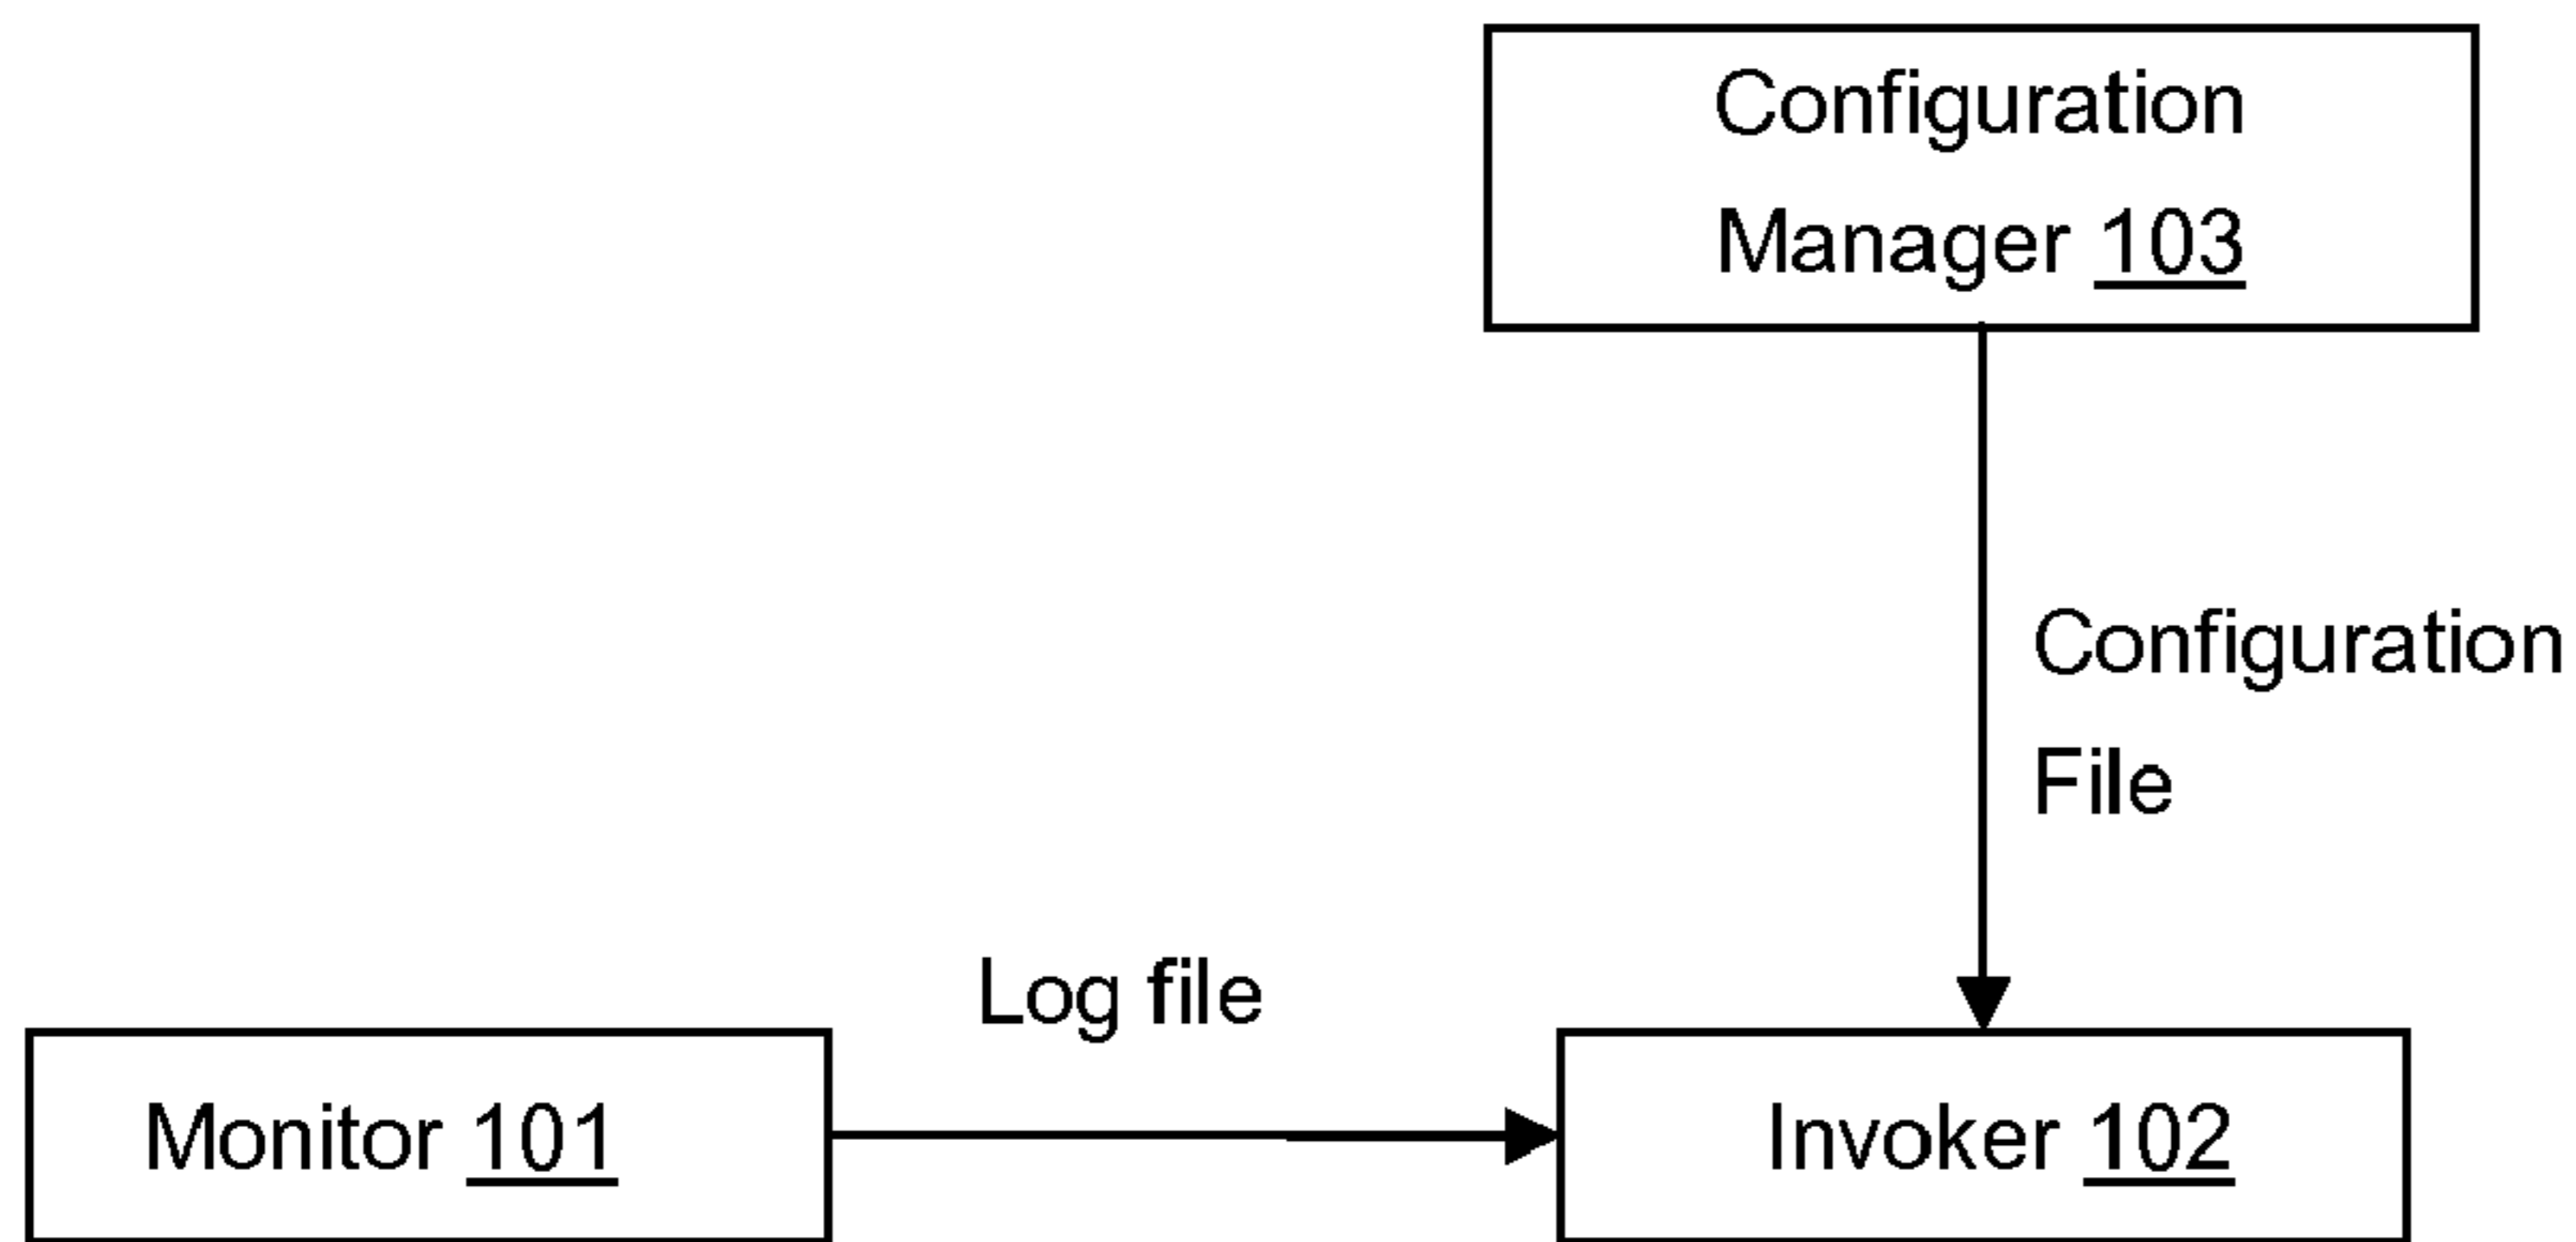 Configuration
Manager 103
Configuration
File
Log file
Monitor 101
Invoker 102